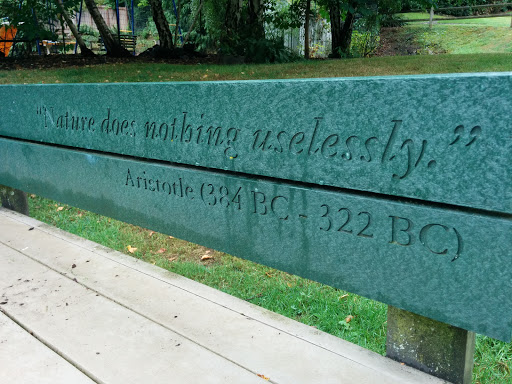 “Nature does nothing uselessly.”
Aristotle (384 BC - 322 BC)